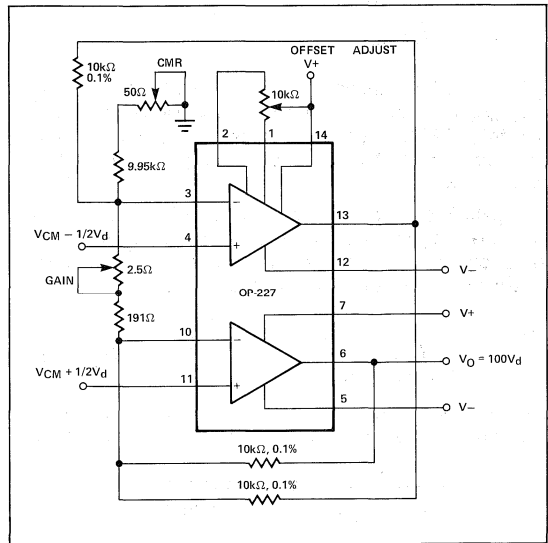 OFFSET ADJUST
V+
10kΩ
0.1%
CMR
50Ω
10kΩ
2
1
14
9.95kΩ
3
−
13
VCM − 1/2Vd
4
+
12
V−
GAIN
2.5Ω
OP-227
7
V+
191Ω
10
−
6
VO = 100Vd
VCM + 1/2Vd
11
+
5
V−
10kΩ, 0.1%
10kΩ, 0.1%